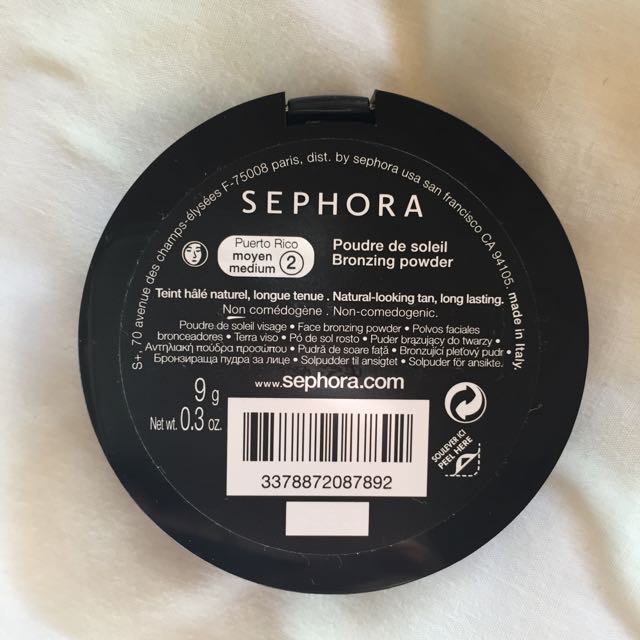 S+, 70 avenue des champs-élysées F-75008 paris, dist. by sephora usa san francisco CA 94105. made in Italy.
SEPHORA
Puerto Rico
moyen
medium 2
Poudre de soleil
Bronzing powder
Teint hâlé naturel, longue tenue . Natural-looking tan, long lasting.
Non comédogène . Non-comedogenic.
Poudre de soleil visage • Face bronzing powder • Polvos faciales
bronceadores • Terra viso • Pó de sol rosto • Puder brązujący do twarzy •
Αντηλιακή πούδρα προσώπου • Pudră de soare față • Bronzující pleťový pudr •
Бронзираща пудра за лице • Solpudder til ansigtet • Solpuder för ansikte.
www.sephora.com
9 g
Net wt. 0.3 oz.
3378872087892
SOULEVER ICI
PEEL HERE